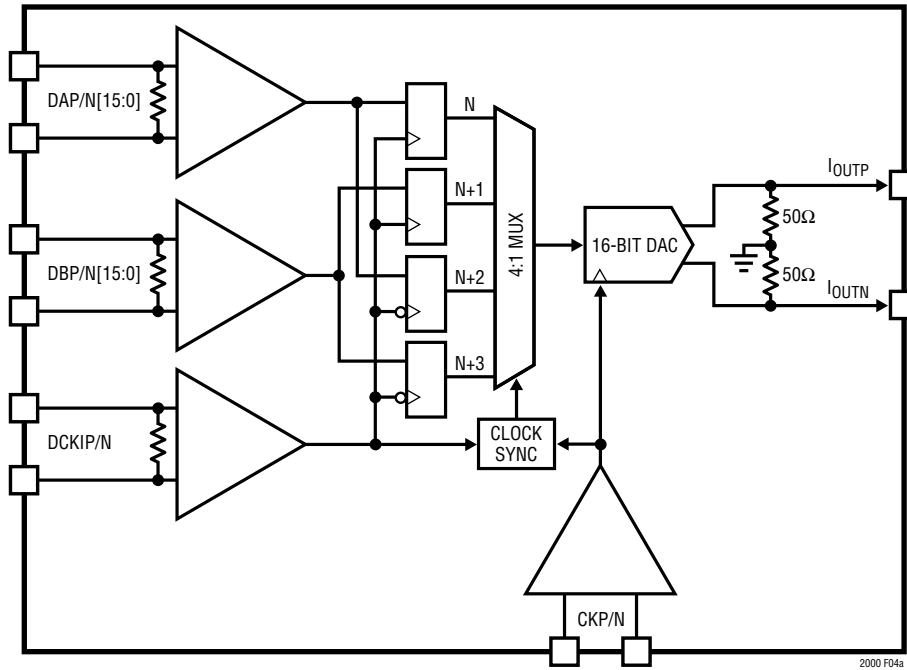 DAP/N[15:0]
DBP/N[15:0]
DCKIP/N
N
N+1
N+2
N+3
4:1 MUX
CLOCK
SYNC
16-BIT DAC
IOUTP
50Ω
50Ω
IOUTN
CKP/N
2000 F04a